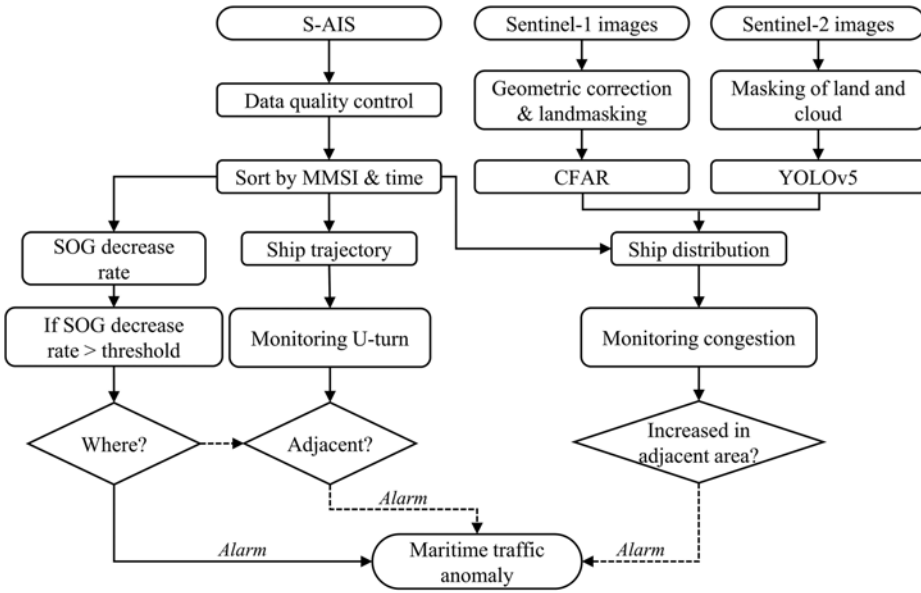 S-AIS
Sentinel-1 images
Sentinel-2 images
Data quality control
Geometric correction
& landmasking
Masking of land and
cloud
Sort by MMSI & time
CFAR
YOLOv5
SOG decrease
rate
Ship trajectory
Ship distribution
If SOG decrease
rate > threshold
Monitoring U-turn
Monitoring congestion
Where?
Adjacent?
Increased in
adjacent area?
Alarm
Alarm
Maritime traffic
anomaly
Alarm